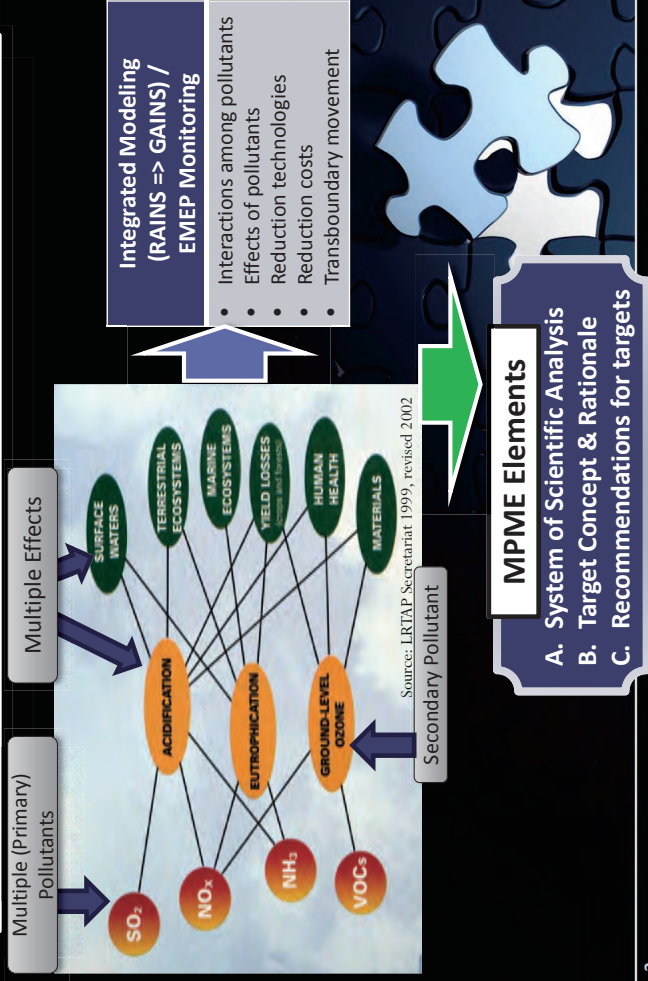 Multiple (Primary)
Pollutants
Multiple Effects
SO₂
NOx
NH₃
VOCs
ACIDIFICATION
EUTROPHICATION
GROUND-LEVEL
OZONE
SURFACE
WATERS
TERRESTRIAL
ECOSYSTEMS
MARINE
ECOSYSTEMS
YIELD LOSSES
(crops and forests)
HUMAN
HEALTH
MATERIALS
Source: LRTAP Secretariat 1999, revised 2002
Secondary Pollutant
Integrated Modeling
(RAINS => GAINS) /
EMEP Monitoring
• Interactions among pollutants
• Effects of pollutants
• Reduction technologies
• Reduction costs
• Transboundary movement
MPME Elements
A. System of Scientific Analysis
B. Target Concept & Rationale
C. Recommendations for targets